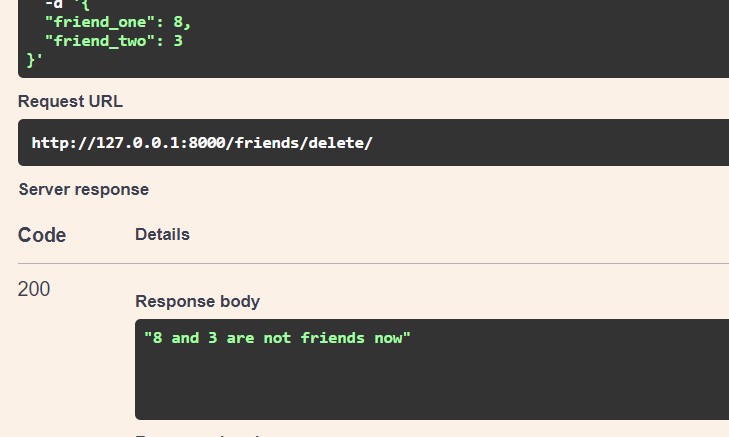 -d '{
"friend_one": 8,
"friend_two": 3
}'
Request URL
http://127.0.0.1:8000/friends/delete/
Server response
Code Details
200
Response body
"8 and 3 are not friends now"